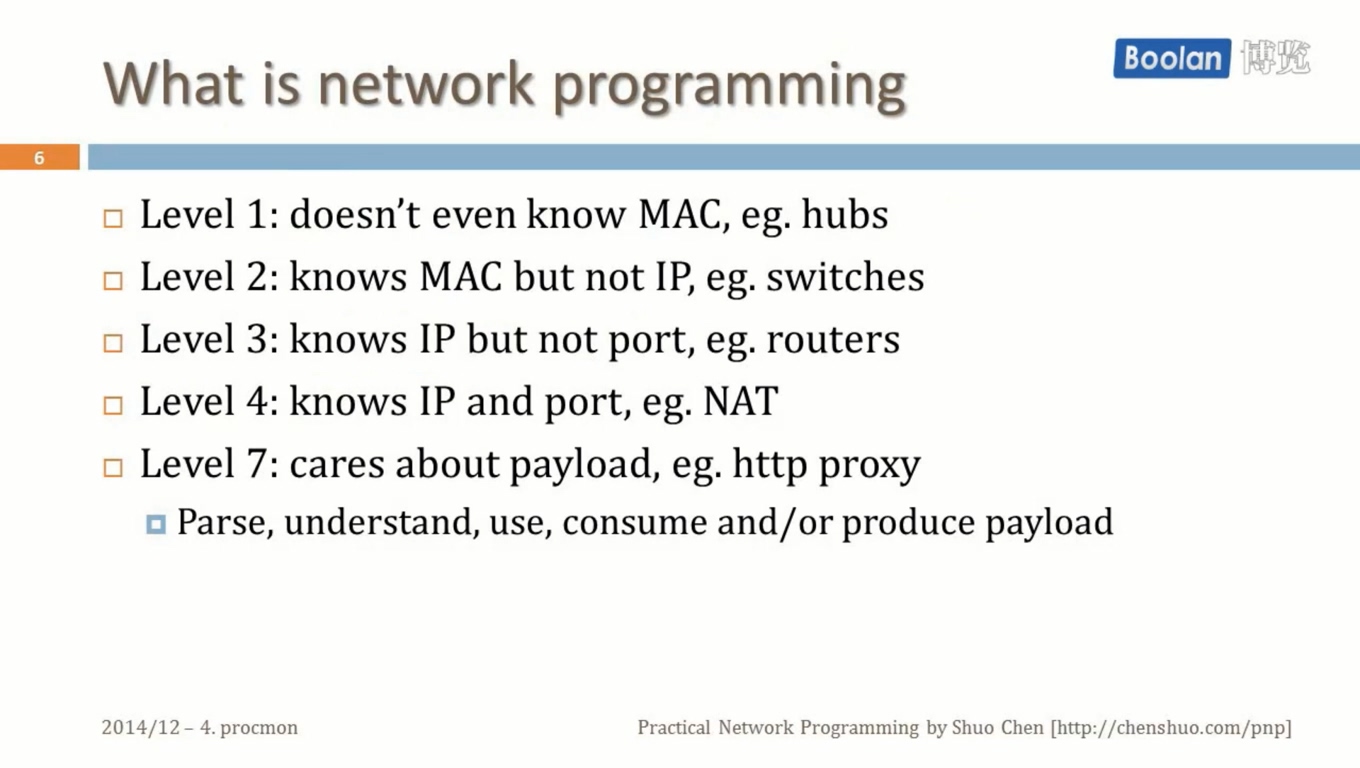 What is network programming
Boolan 博览
6
Level 1: doesn’t even know MAC, eg. hubs
Level 2: knows MAC but not IP, eg. switches
Level 3: knows IP but not port, eg. routers
Level 4: knows IP and port, eg. NAT
Level 7: cares about payload, eg. http proxy
Parse, understand, use, consume and/or produce payload
2014/12 – 4. procmon
Practical Network Programming by Shuo Chen [http://chenshuo.com/pnp]